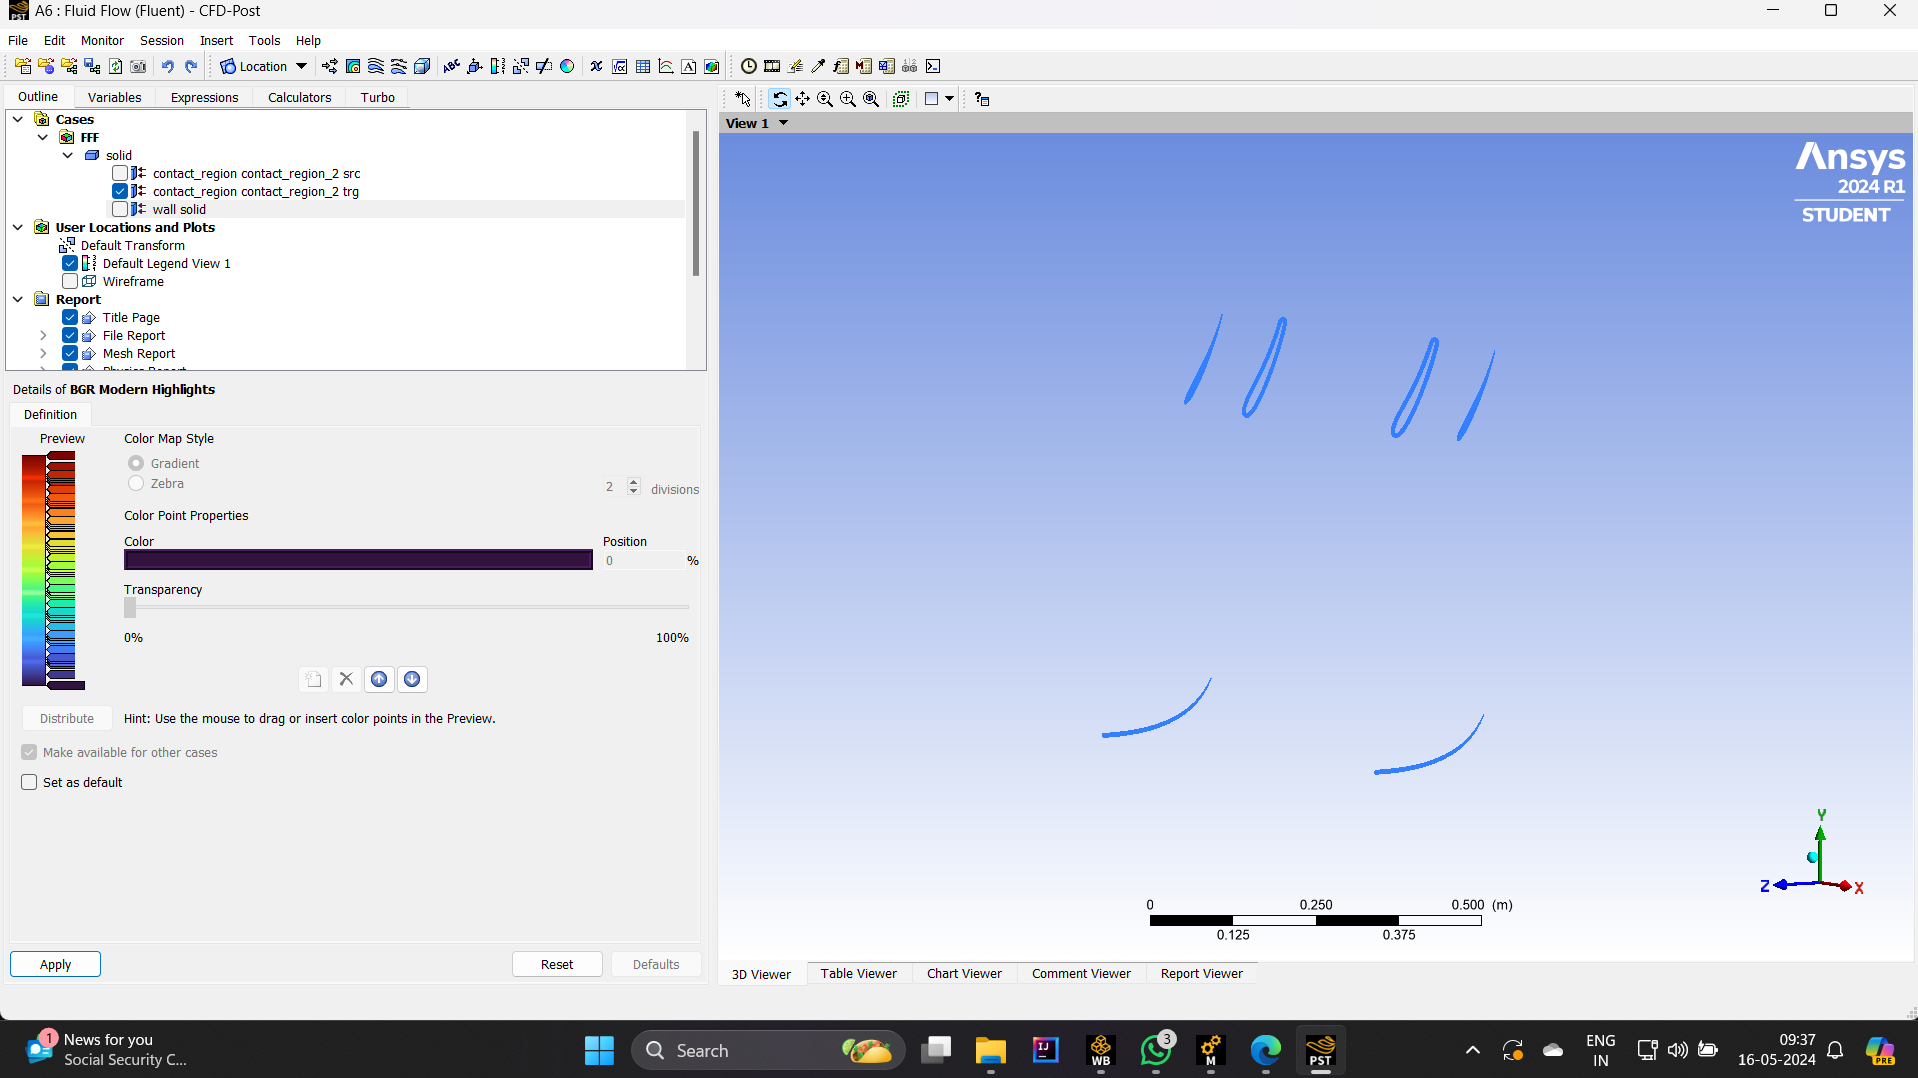 A6 : Fluid Flow (Fluent) - CFD-Post
File Edit Monitor Session Insert Tools Help
Location
Outline Variables Expressions Calculators Turbo
Cases
FFF
solid
contact_region contact_region_2 src
contact_region contact_region_2 trg
wall solid
User Locations and Plots
Default Transform
Default Legend View 1
Wireframe
Report
Title Page
File Report
Mesh Report
Physics Report
Details of BGR Modern Highlights
Definition
Preview
Color Map Style
Gradient
Zebra
2 divisions
Color Point Properties
Color Position
0 %
Transparency
0% 100%
Distribute Hint: Use the mouse to drag or insert color points in the Preview.
Make available for other cases
Set as default
Apply Reset Defaults
View 1
Ansys
2024 R1
STUDENT
Y
Z X
0 0.250 0.500 (m)
0.125 0.375
3D Viewer Table Viewer Chart Viewer Comment Viewer Report Viewer
1 News for you
Social Security C...
Search
IJ
WB
3
M
PST
ENG
IN
09:37
16-05-2024
PRE